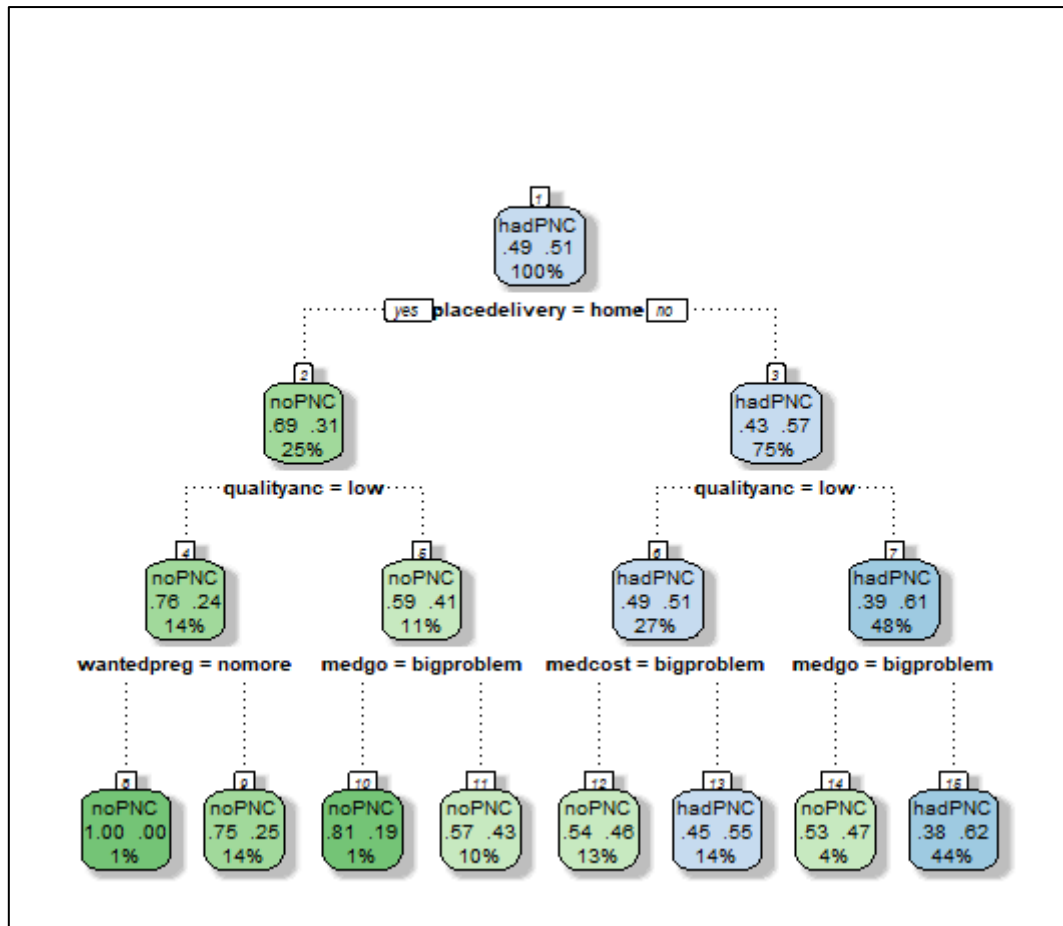 1
hadPNC
.49 .51
100%
yes placedelivery = home no
2 3
noPNC hadPNC
.69 .31 .43 .57
25% 75%
qualityanc = low qualityanc = low
4 5 6 7
noPNC noPNC hadPNC hadPNC
.76 .24 .59 .41 .49 .51 .39 .61
14% 11% 27% 48%
wantedpreg = nomore medgo = bigproblem medcost = bigproblem medgo = bigproblem
8 9 10 11 12 13 14 15
noPNC noPNC noPNC noPNC noPNC hadPNC noPNC hadPNC
1.00 .00 .75 .25 .81 .19 .57 .43 .54 .46 .45 .55 .53 .47 .38 .62
1% 14% 1% 10% 13% 14% 4% 44%